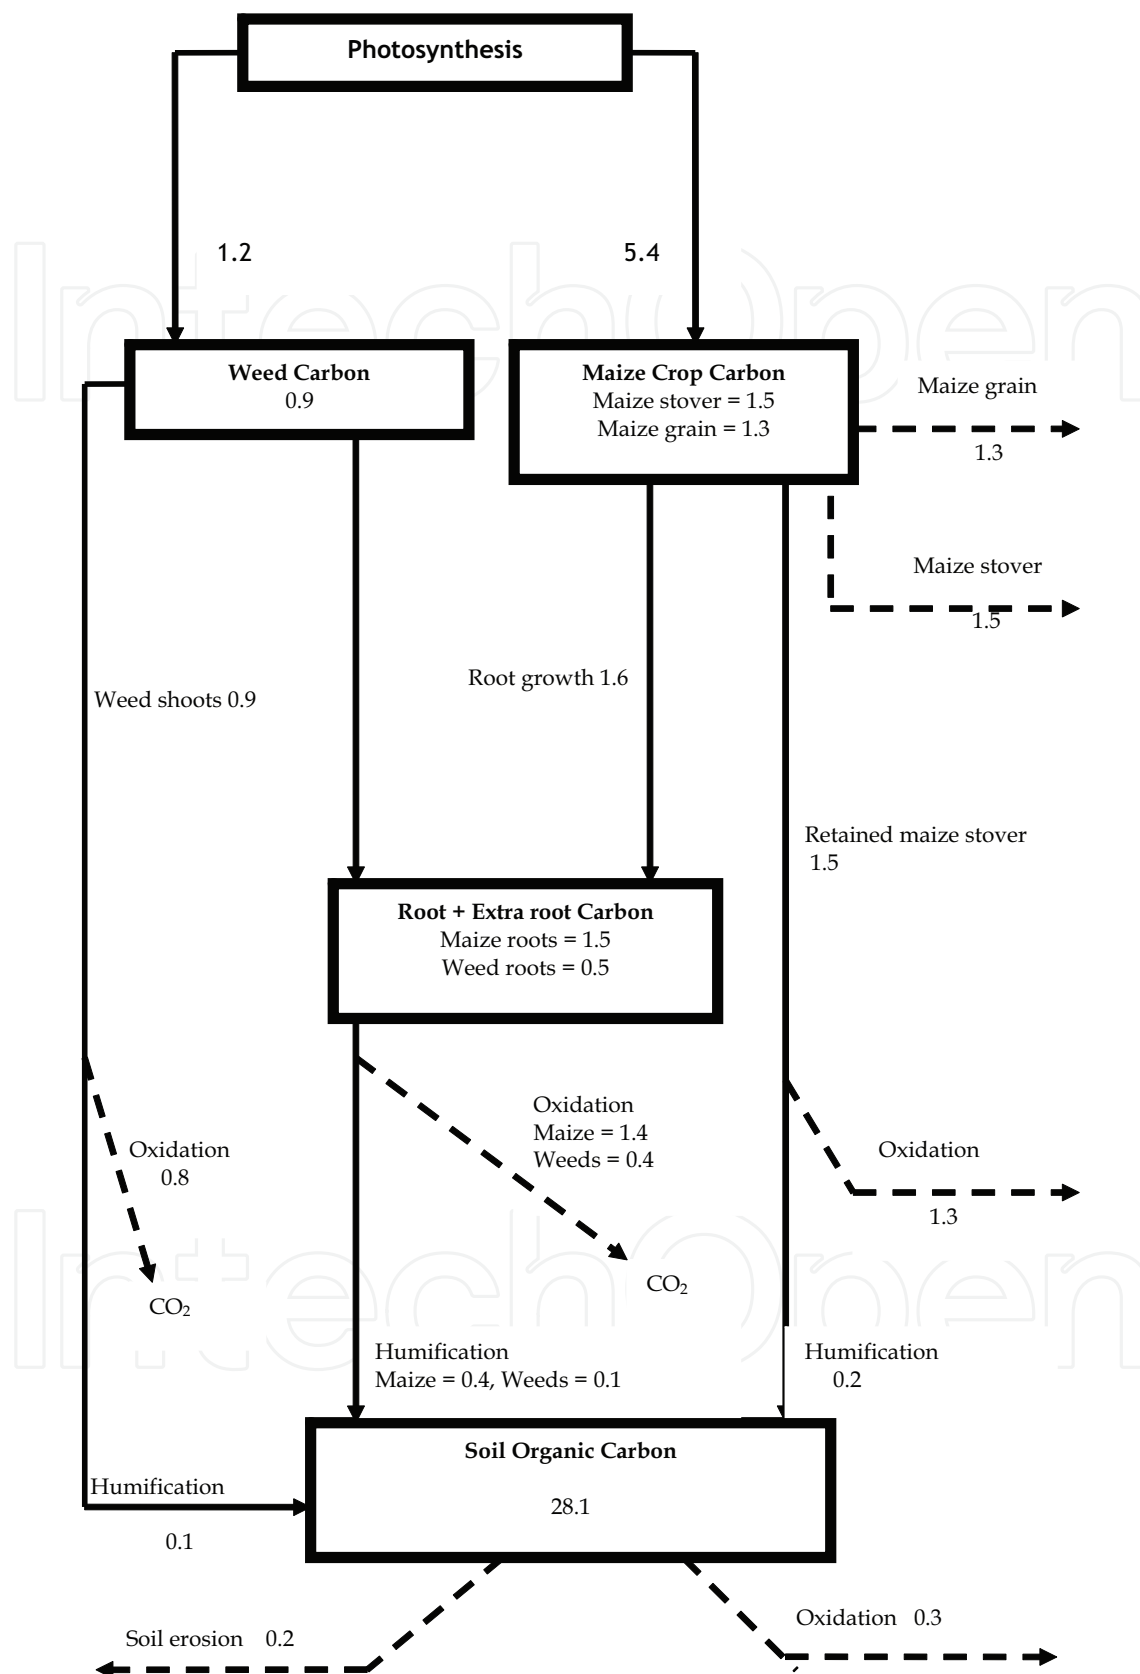 Photosynthesis
1.2
5.4
Weed Carbon
0.9
Maize Crop Carbon
Maize stover = 1.5
Maize grain = 1.3
Maize grain
1.3
Maize stover
1.5
Root growth 1.6
Weed shoots 0.9
Retained maize stover
1.5
Root + Extra root Carbon
Maize roots = 1.5
Weed roots = 0.5
Oxidation
Maize = 1.4
Weeds = 0.4
Oxidation
0.8
Oxidation
1.3
CO₂
CO₂
Humification
Maize = 0.4, Weeds = 0.1
Humification
0.2
Soil Organic Carbon
28.1
Humification
0.1
Soil erosion 0.2
Oxidation 0.3
IntechOpen
IntechOpen